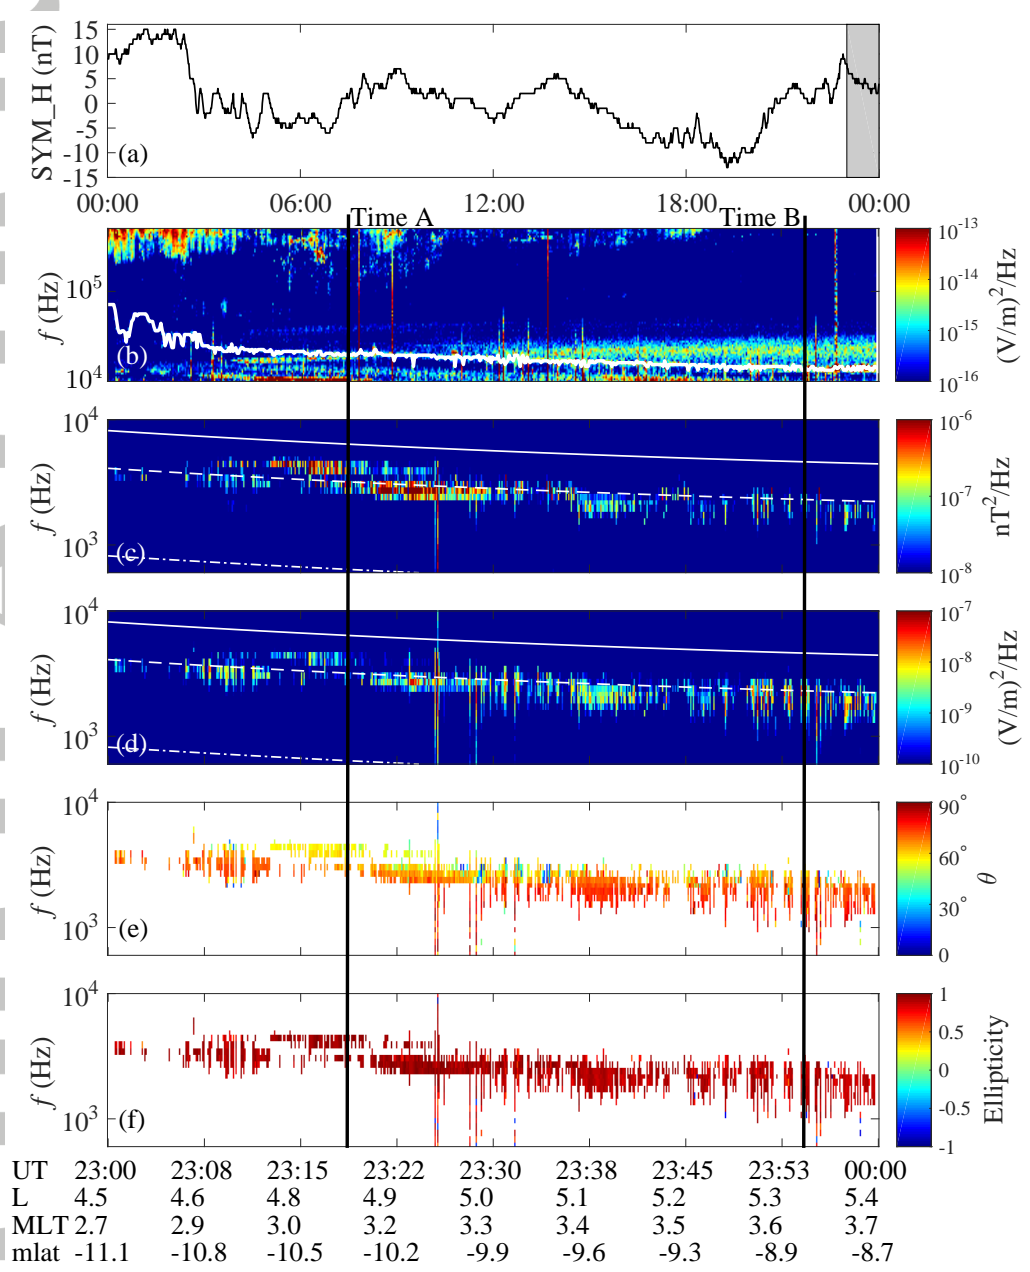 SYM_H (nT)
15
10
5
0
-5
-10
-15
(a)
00:00 06:00 12:00 18:00 00:00
Time A Time B
f (Hz)
10^5
10^4
(b)
10^-13
10^-14
10^-15
10^-16
(V/m)^2/Hz
f (Hz)
10^4
10^3
(c)
10^-6
10^-7
10^-8
nT^2/Hz
f (Hz)
10^4
10^3
(d)
10^-7
10^-8
10^-9
10^-10
(V/m)^2/Hz
f (Hz)
10^4
10^3
(e)
90°
60°
30°
0
θ
f (Hz)
10^4
10^3
(f)
1
0.5
0
-0.5
-1
Ellipticity
UT 23:00 23:08 23:15 23:22 23:30 23:38 23:45 23:53 00:00
L 4.5 4.6 4.8 4.9 5.0 5.1 5.2 5.3 5.4
MLT 2.7 2.9 3.0 3.2 3.3 3.4 3.5 3.6 3.7
mlat -11.1 -10.8 -10.5 -10.2 -9.9 -9.6 -9.3 -8.9 -8.7